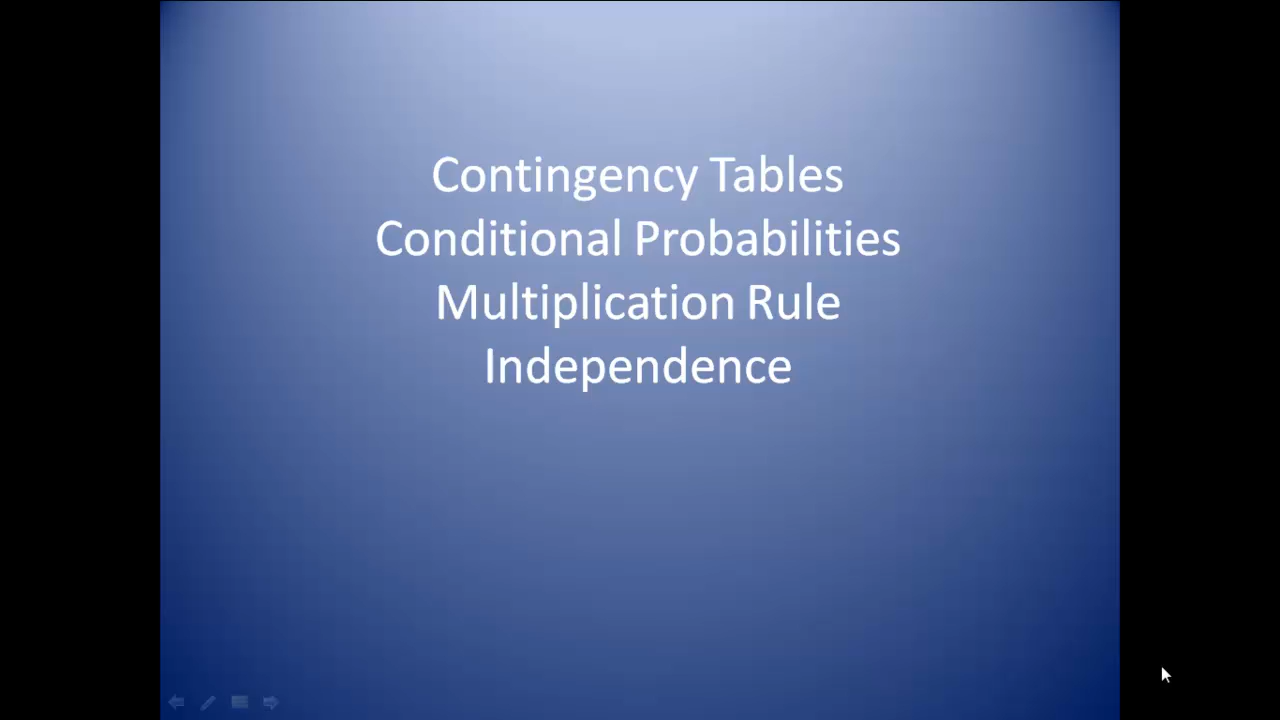 Contingency Tables
Conditional Probabilities
Multiplication Rule
Independence